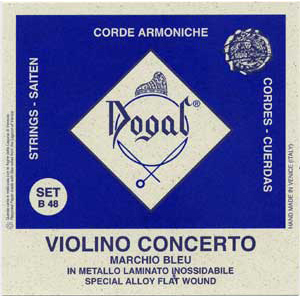 CORDE ARMONICHE
STRINGS - SAITEN
Dogal®
CORDES - CUERDAS
SET
B 48
HAND MADE IN VENICE (ITALY)
VIOLINO CONCERTO
MARCHIO BLEU
IN METALLO LAMINATO INOSSIDABILE
SPECIAL ALLOY FLAT WOUND